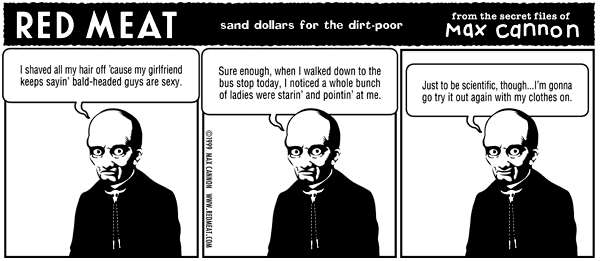 RED MEAT
sand dollars for the dirt-poor
from the secret files of
Max cannon
I shaved all my hair off 'cause my girlfriend
keeps sayin' bald-headed guys are sexy.
Sure enough, when I walked down to the
bus stop today, I noticed a whole bunch
of ladies were starin' and pointin' at me.
©1999 MAX CANNON WWW.REDMEAT.COM
Just to be scientific, though...I'm gonna
go try it out again with my clothes on.